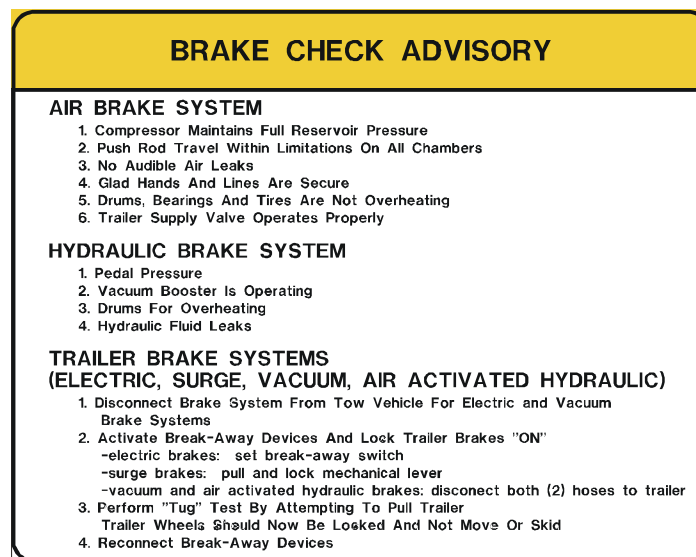 BRAKE CHECK ADVISORY
AIR BRAKE SYSTEM
1. Compressor Maintains Full Reservoir Pressure
2. Push Rod Travel Within Limitations On All Chambers
3. No Audible Air Leaks
4. Glad Hands And Lines Are Secure
5. Drums, Bearings And Tires Are Not Overheating
6. Trailer Supply Valve Operates Properly
HYDRAULIC BRAKE SYSTEM
1. Pedal Pressure
2. Vacuum Booster Is Operating
3. Drums For Overheating
4. Hydraulic Fluid Leaks
TRAILER BRAKE SYSTEMS
(ELECTRIC, SURGE, VACUUM, AIR ACTIVATED HYDRAULIC)
1. Disconnect Brake System From Tow Vehicle For Electric and Vacuum
Brake Systems
2. Activate Break-Away Devices And Lock Trailer Brakes "ON"
-electric brakes: set break-away switch
-surge brakes: pull and lock mechanical lever
-vacuum and air activated hydraulic brakes: disconect both (2) hoses to trailer
3. Perform "Tug" Test By Attempting To Pull Trailer
Trailer Wheels Should Now Be Locked And Not Move Or Skid
4. Reconnect Break-Away Devices